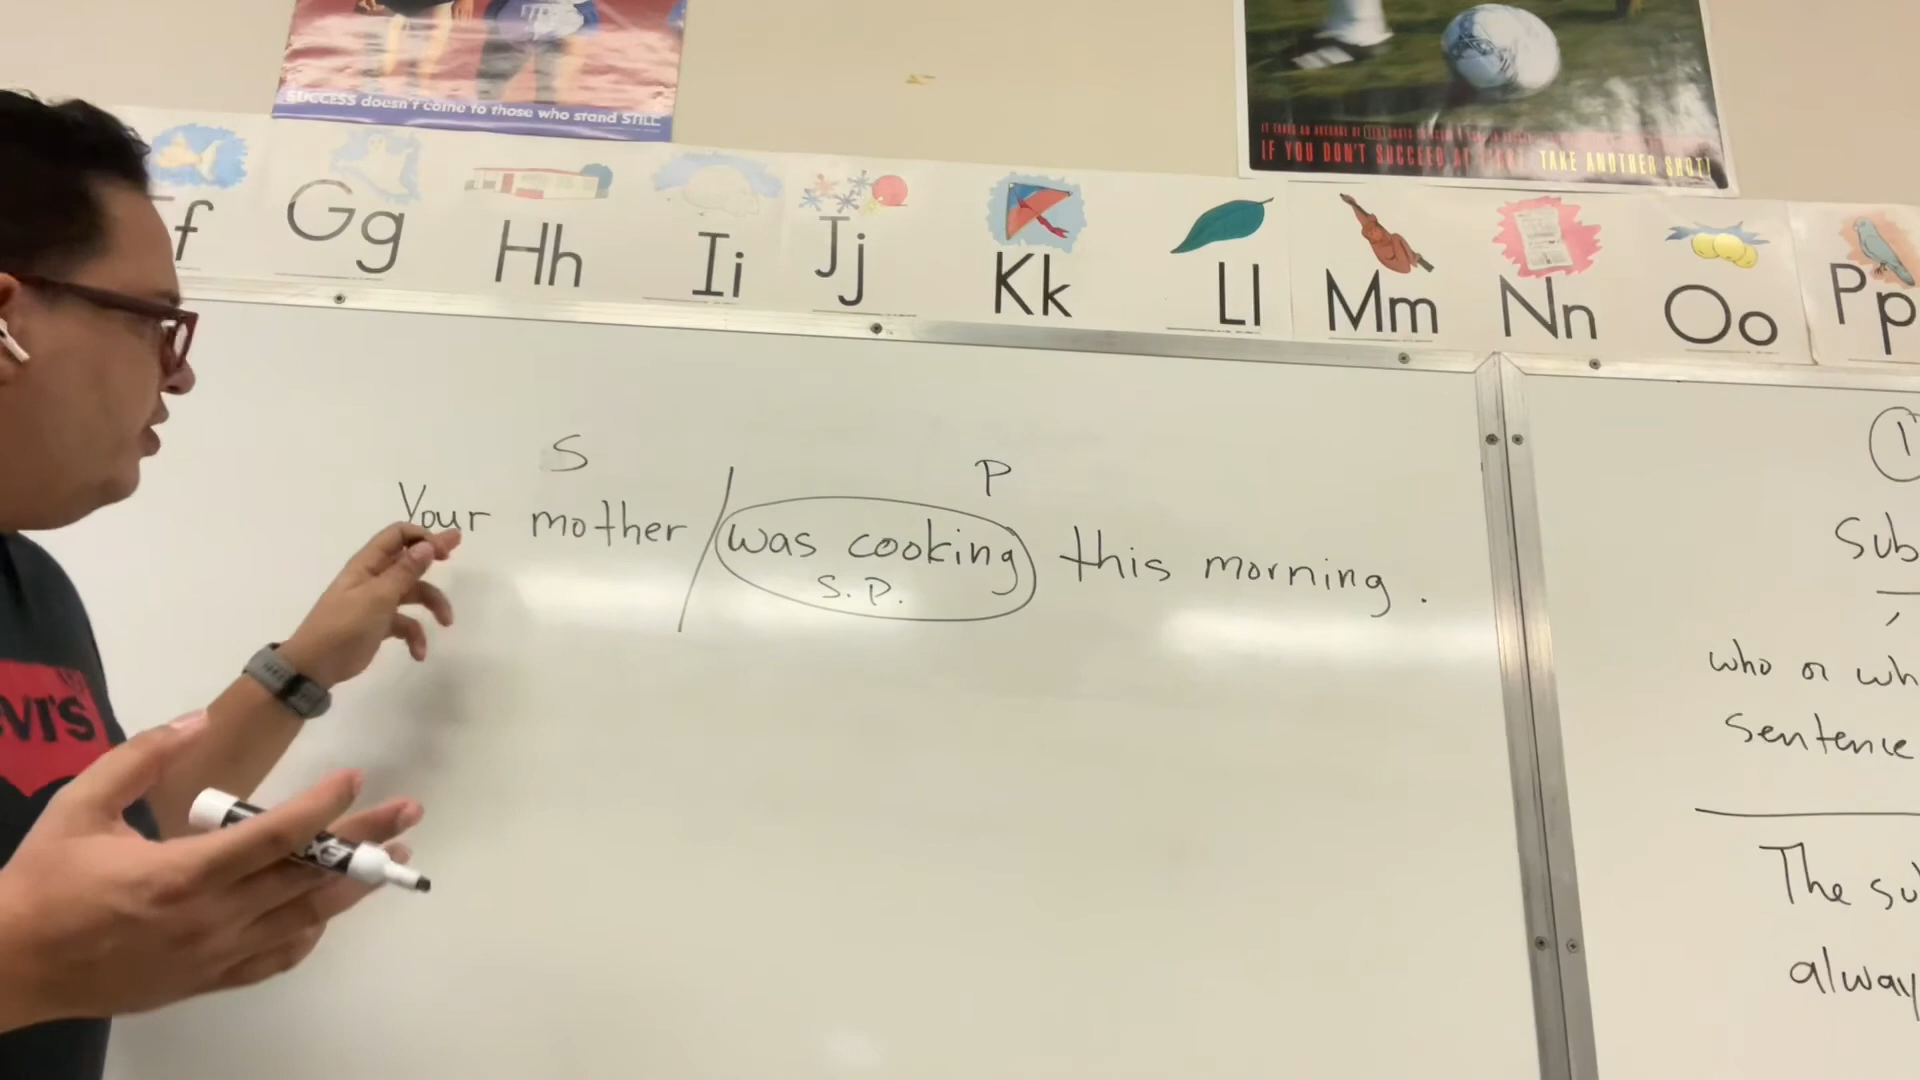 SUCCESS doesn't come to those who stand STILL
IF YOU DON'T SUCCEED AT FIRST, TAKE ANOTHER SHOT!
f Gg Hh Ii Jj Kk Ll Mm Nn Oo Pp
S P
Your mother / was cooking this morning.
S.P.
1
Sub
who or wh
sentence
The su
alway
VI'S